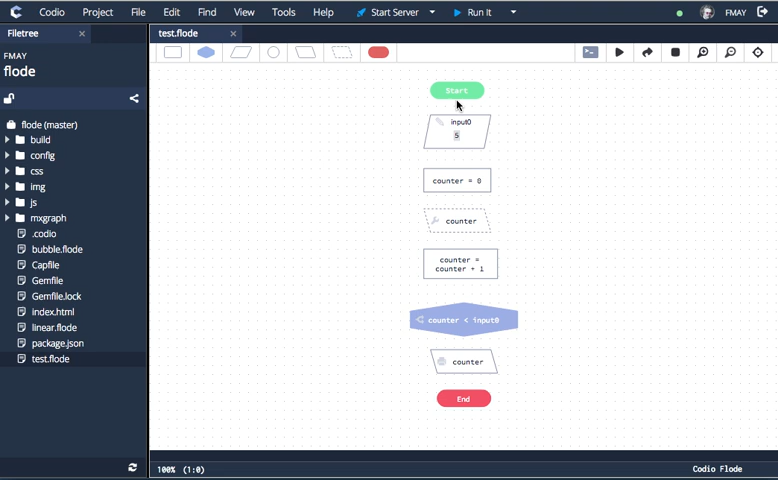 Codio Project File Edit Find View Tools Help Start Server Run It FMAY
Filetree
test.flode
FMAY
flode
flode (master)
build
config
css
img
js
mxgraph
.codio
bubble.flode
Capfile
Gemfile
Gemfile.lock
index.html
linear.flode
package.json
test.flode
Start
input0
5
counter = 0
counter
counter =
counter + 1
counter < input0
counter
End
100% (1:0)
Codio Flode